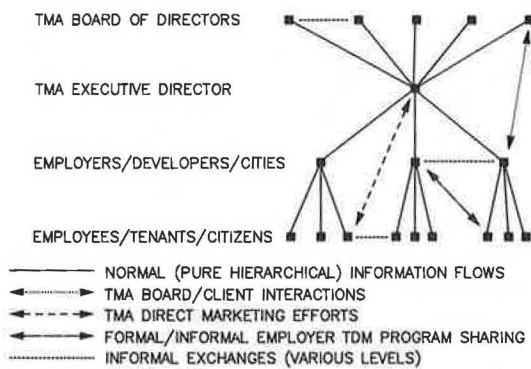 TMA BOARD OF DIRECTORS
TMA EXECUTIVE DIRECTOR
EMPLOYERS/DEVELOPERS/CITIES
EMPLOYEES/TENANTS/CITIZENS
NORMAL (PURE HIERARCHICAL) INFORMATION FLOWS
TMA BOARD/CLIENT INTERACTIONS
TMA DIRECT MARKETING EFFORTS
FORMAL/INFORMAL EMPLOYER TDM PROGRAM SHARING
INFORMAL EXCHANGES (VARIOUS LEVELS)